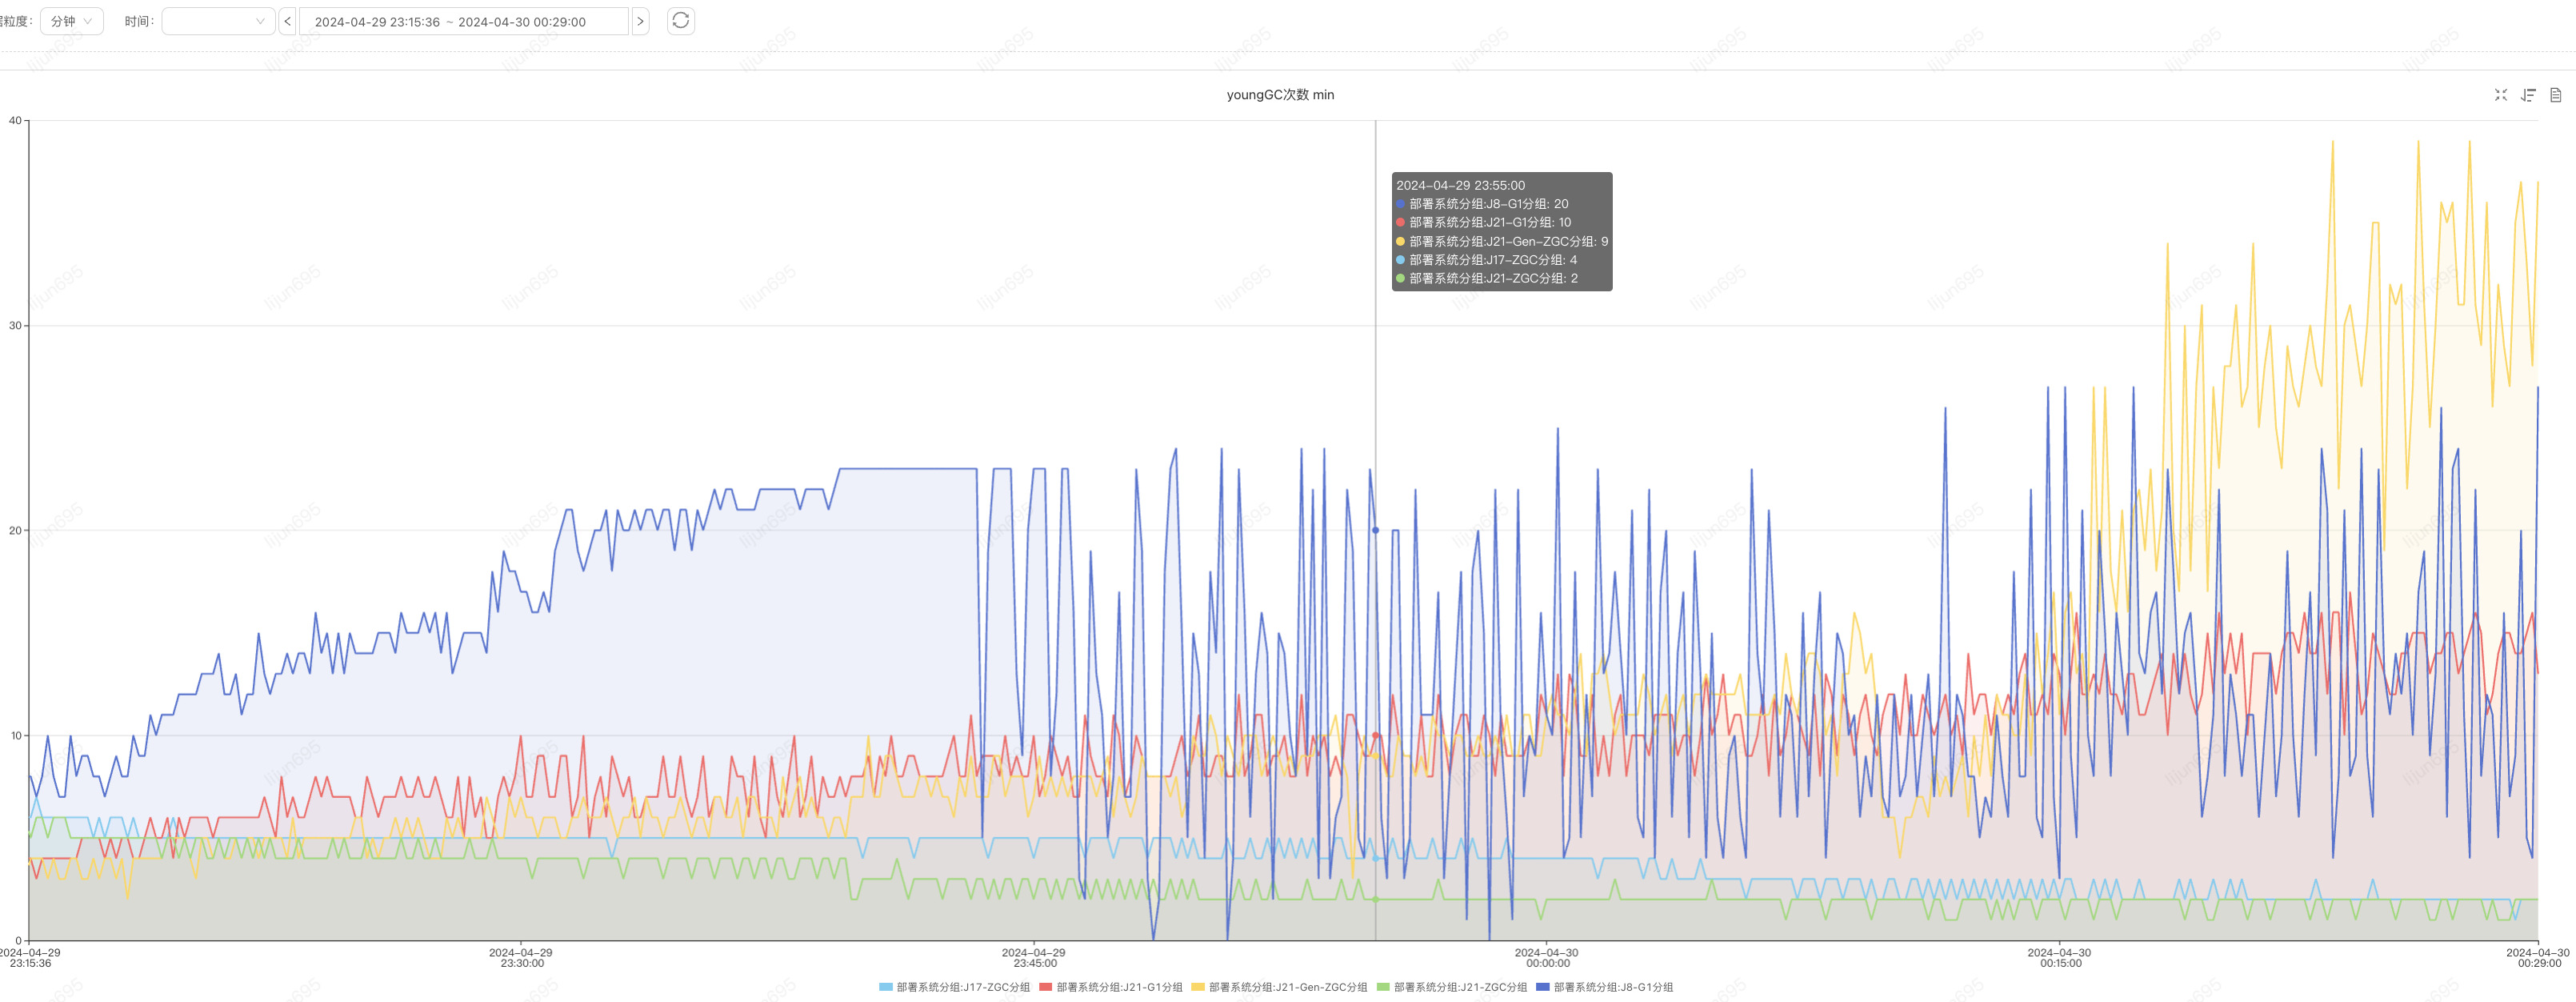 据粒度: 分钟 时间: 2024-04-29 23:15:36 ~ 2024-04-30 00:29:00
youngGC次数 min
40
30
20
10
0
2024-04-29 23:55:00
部署系统分组:J8-G1分组: 20
部署系统分组:J21-G1分组: 10
部署系统分组:J21-Gen-ZGC分组: 9
部署系统分组:J17-ZGC分组: 4
部署系统分组:J21-ZGC分组: 2
2024-04-29 23:15:36
2024-04-29 23:30:00
2024-04-29 23:45:00
2024-04-30 00:00:00
2024-04-30 00:15:00
2024-04-30 00:29:00
部署系统分组:J17-ZGC分组 部署系统分组:J21-G1分组 部署系统分组:J21-Gen-ZGC分组 部署系统分组:J21-ZGC分组 部署系统分组:J8-G1分组
lijun695